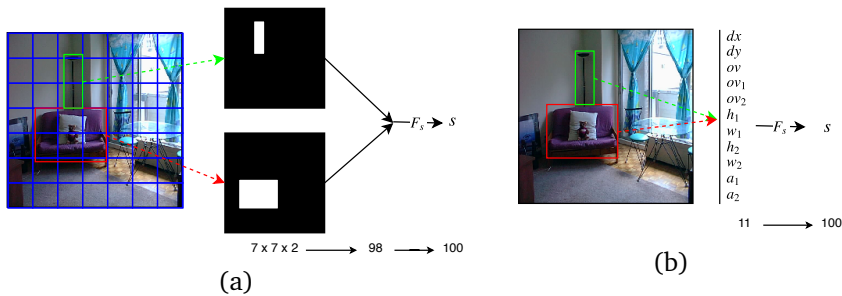 F_s s
7 x 7 x 2 98 100
(a)
dx
dy
ov
ov_1
ov_2
h_1
w_1
h_2
w_2
a_1
a_2
F_s s
11 100
(b)